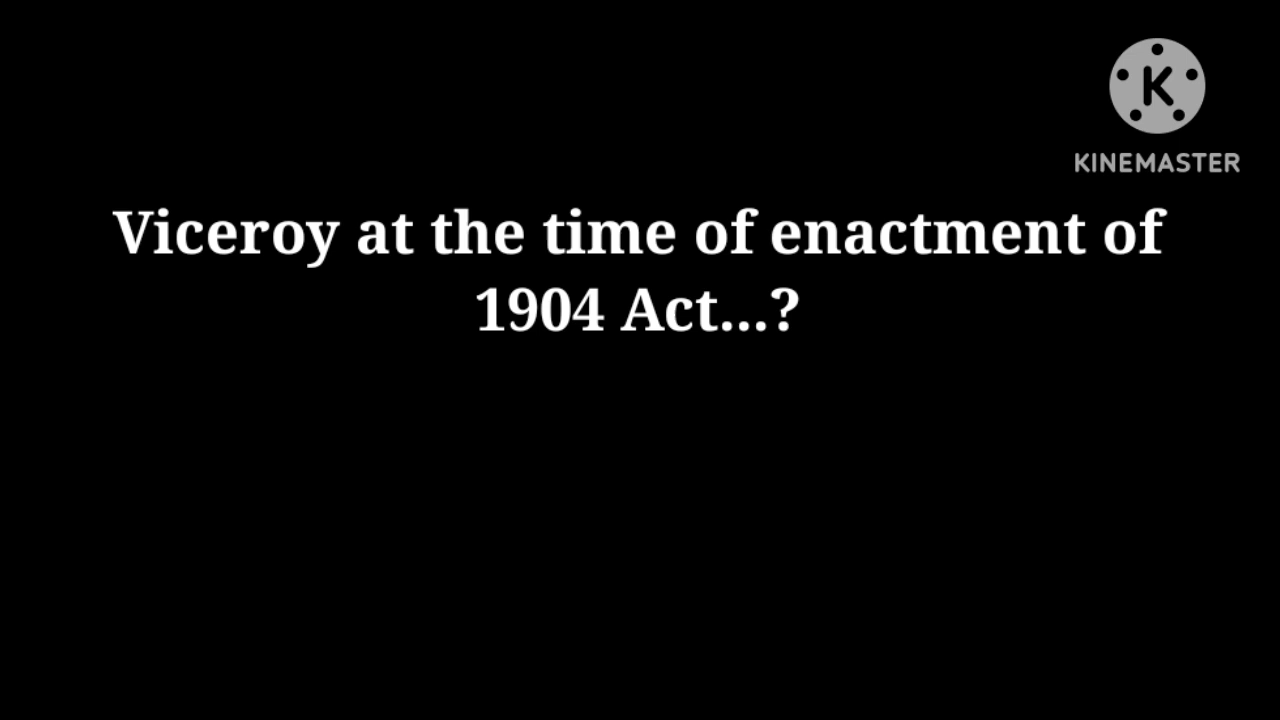 K
KINEMASTER
Viceroy at the time of enactment of
1904 Act...?